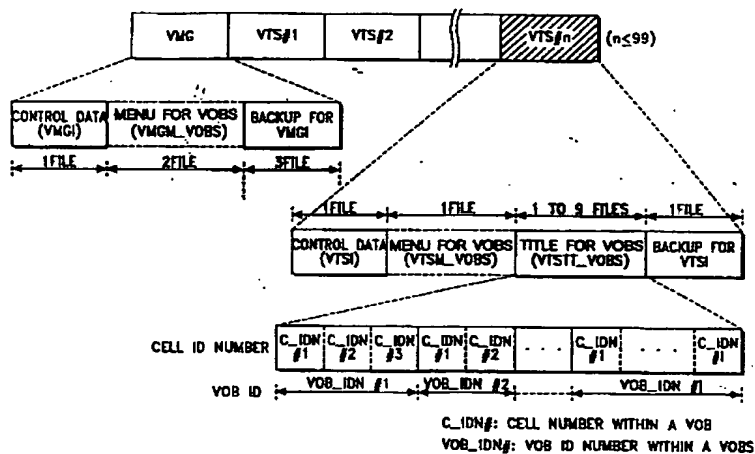 VMG VTS#1 VTS#2 VTS#n (n≤99)
CONTROL DATA (VMGI) MENU FOR VOBS (VMGM_VOBS) BACKUP FOR VMGI
1FILE 2FILE 3FILE
1FILE 1FILE 1 TO 9 FILES 1FILE
CONTROL DATA (VTSI) MENU FOR VOBS (VTSM_VOBS) TITLE FOR VOBS (VTSTT_VOBS) BACKUP FOR VTSI
CELL ID NUMBER C_IDN #1 C_IDN #2 C_IDN #3 C_IDN #1 C_IDN #2 . . . C_IDN #1 . . . C_IDN #I
VOB ID VOB_IDN #1 VOB_IDN #2 VOB_IDN #I
C_IDN#: CELL NUMBER WITHIN A VOB
VOB_IDN#: VOB ID NUMBER WITHIN A VOBS